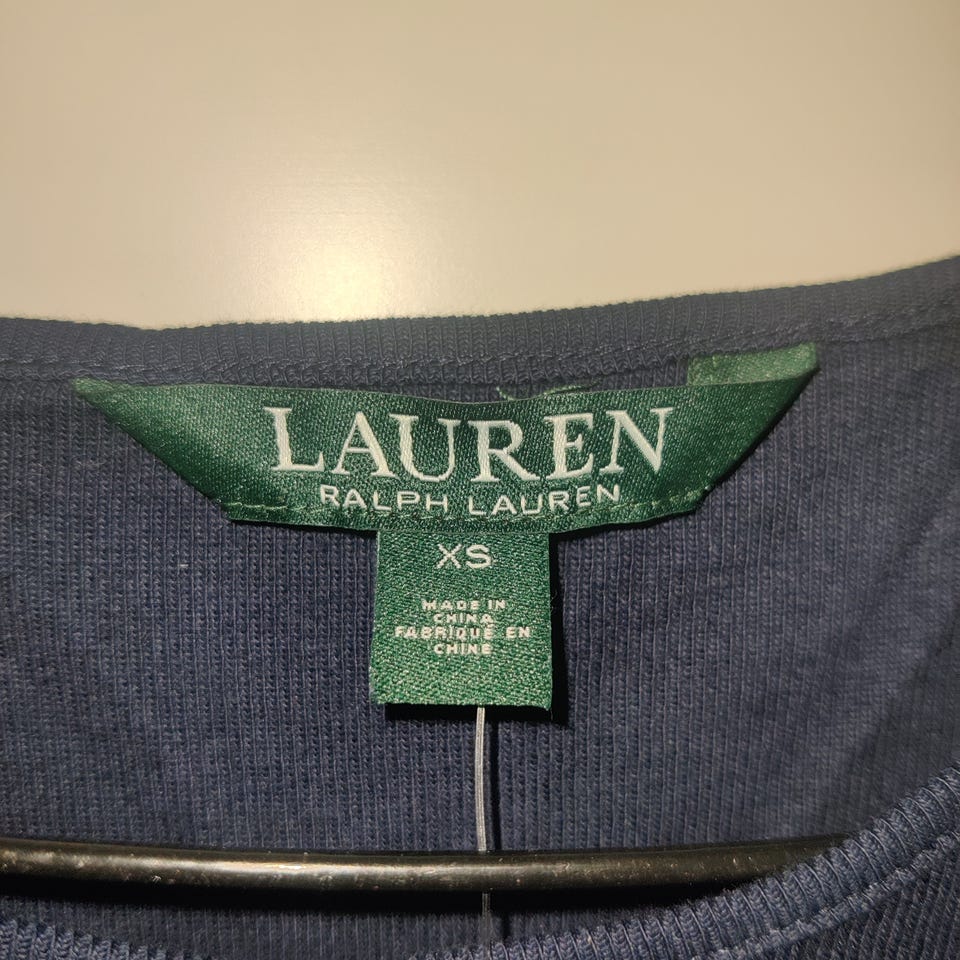 LAUREN
RALPH LAUREN
XS
MADE IN
CHINA
FABRIQUÉ EN
CHINE